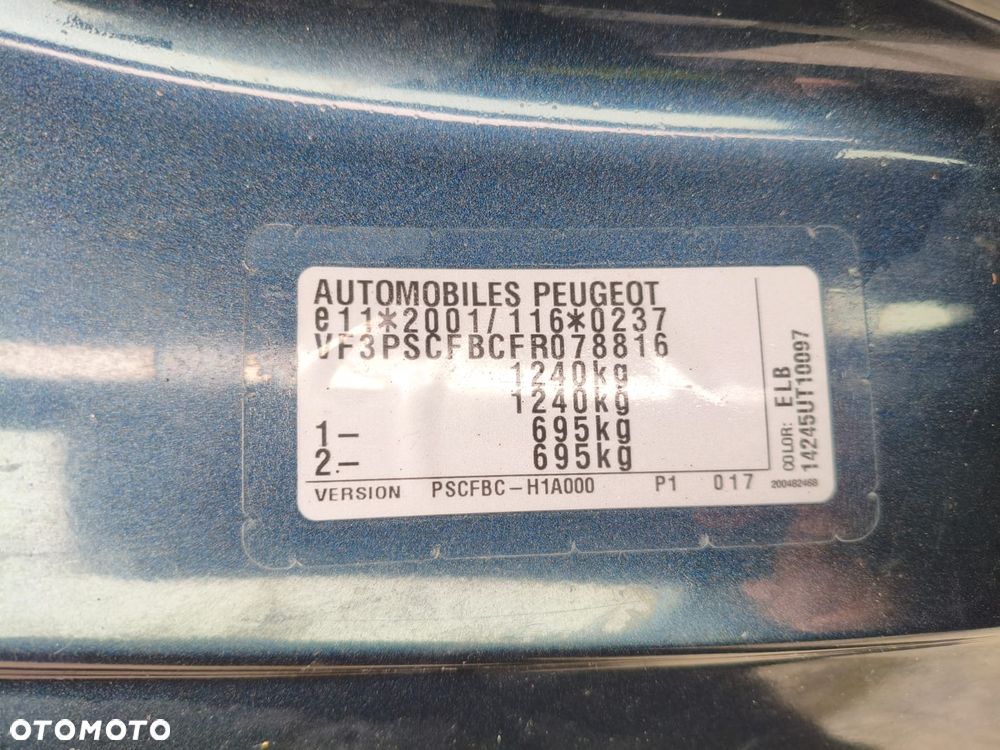 AUTOMOBILES PEUGEOT
e11*2001/116*0237
VF3PSCFBCFR078816
1240kg
1240kg
1- 695kg
2.- 695kg
VERSION PSCFBC-H1A000 P1 017
COLOR: ELB
14245UT10097
200482468
OTOMOTO